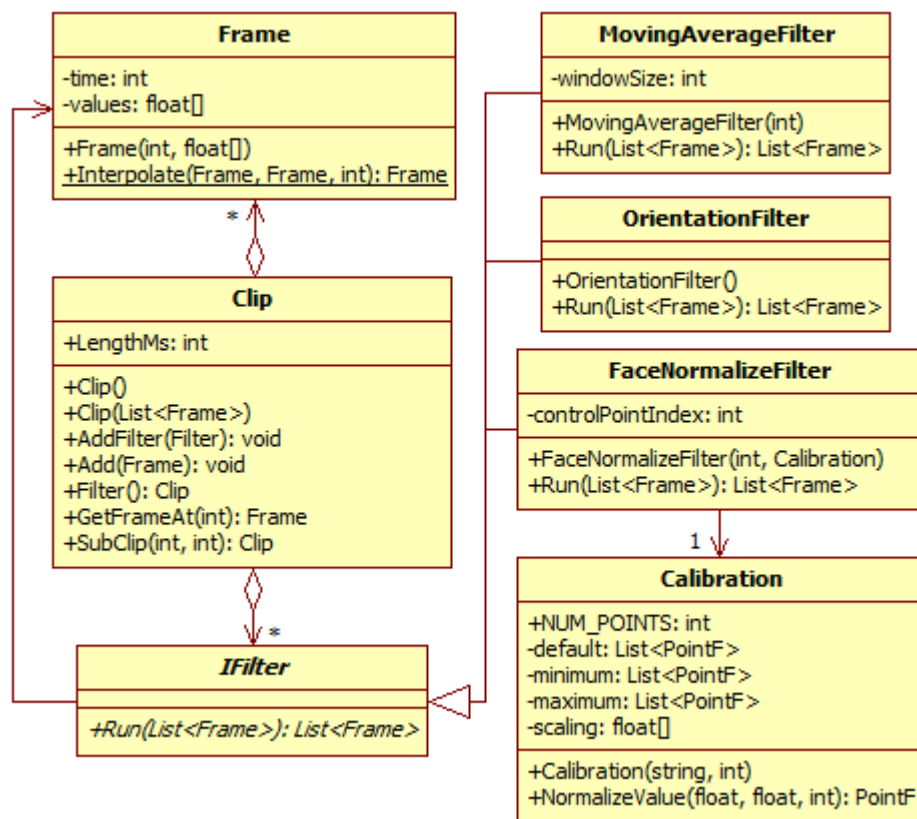 Frame
-time: int
-values: float[]
+Frame(int, float[])
+Interpolate(Frame, Frame, int): Frame
*
Clip
+LengthMs: int
+Clip()
+Clip(List<Frame>)
+AddFilter(Filter): void
+Add(Frame): void
+Filter(): Clip
+GetFrameAt(int): Frame
+SubClip(int, int): Clip
*
IFilter
+Run(List<Frame>): List<Frame>
MovingAverageFilter
-windowSize: int
+MovingAverageFilter(int)
+Run(List<Frame>): List<Frame>
OrientationFilter
+OrientationFilter()
+Run(List<Frame>): List<Frame>
FaceNormalizeFilter
-controlPointIndex: int
+FaceNormalizeFilter(int, Calibration)
+Run(List<Frame>): List<Frame>
1
Calibration
+NUM_POINTS: int
-default: List<PointF>
-minimum: List<PointF>
-maximum: List<PointF>
-scaling: float[]
+Calibration(string, int)
+NormalizeValue(float, float, int): PointF